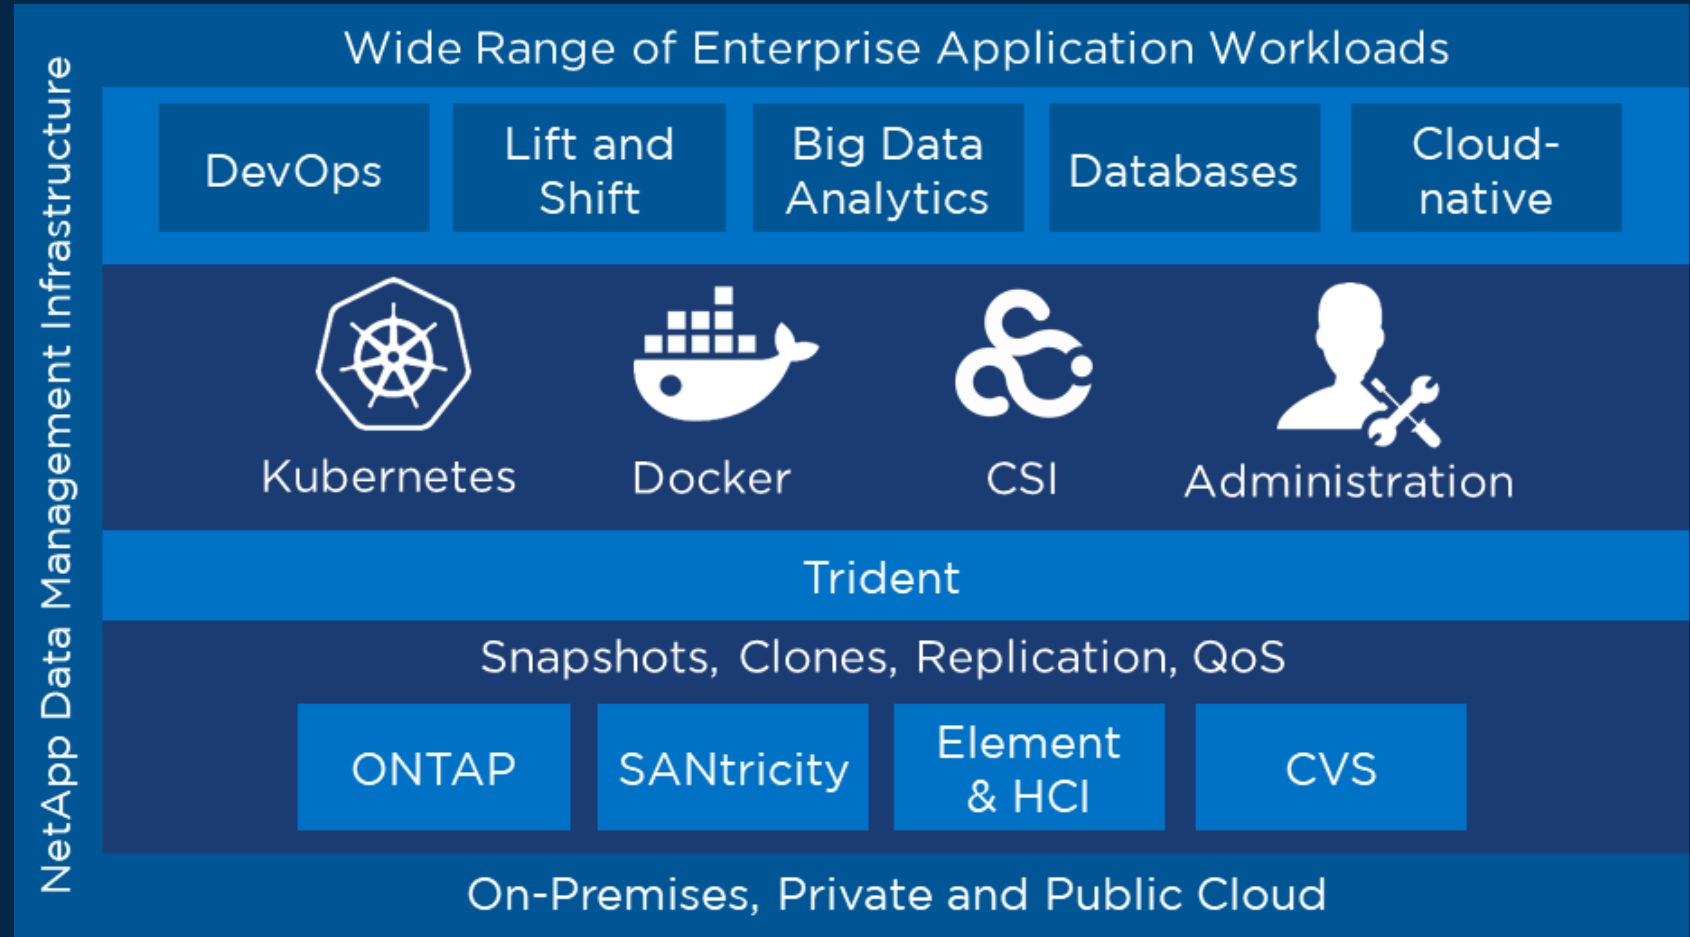 Wide Range of Enterprise Application Workloads
DevOps
Lift and
Shift
Big Data
Analytics
Databases
Cloud-
native
Kubernetes
Docker
CSI
Administration
Trident
Snapshots, Clones, Replication, QoS
ONTAP
SANtricity
Element
& HCI
CVS
On-Premises, Private and Public Cloud
NetApp Data Management Infrastructure